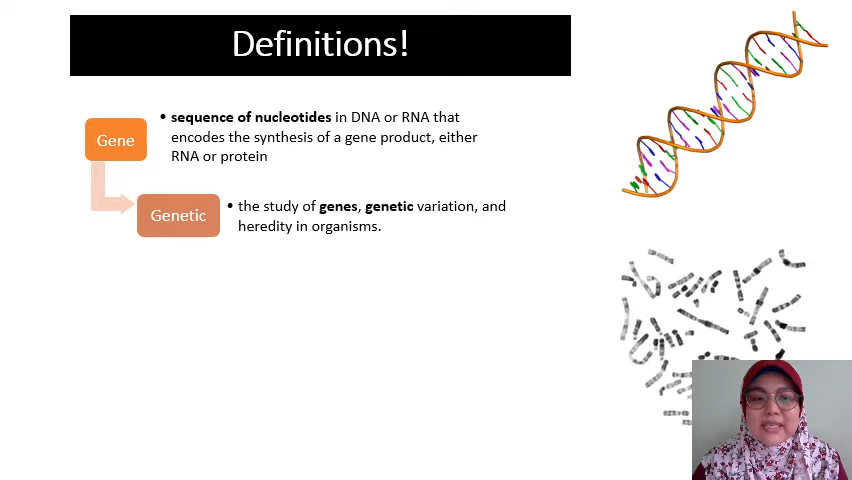 Definitions!
Gene
• sequence of nucleotides in DNA or RNA that
encodes the synthesis of a gene product, either
RNA or protein
Genetic
• the study of genes, genetic variation, and
heredity in organisms.